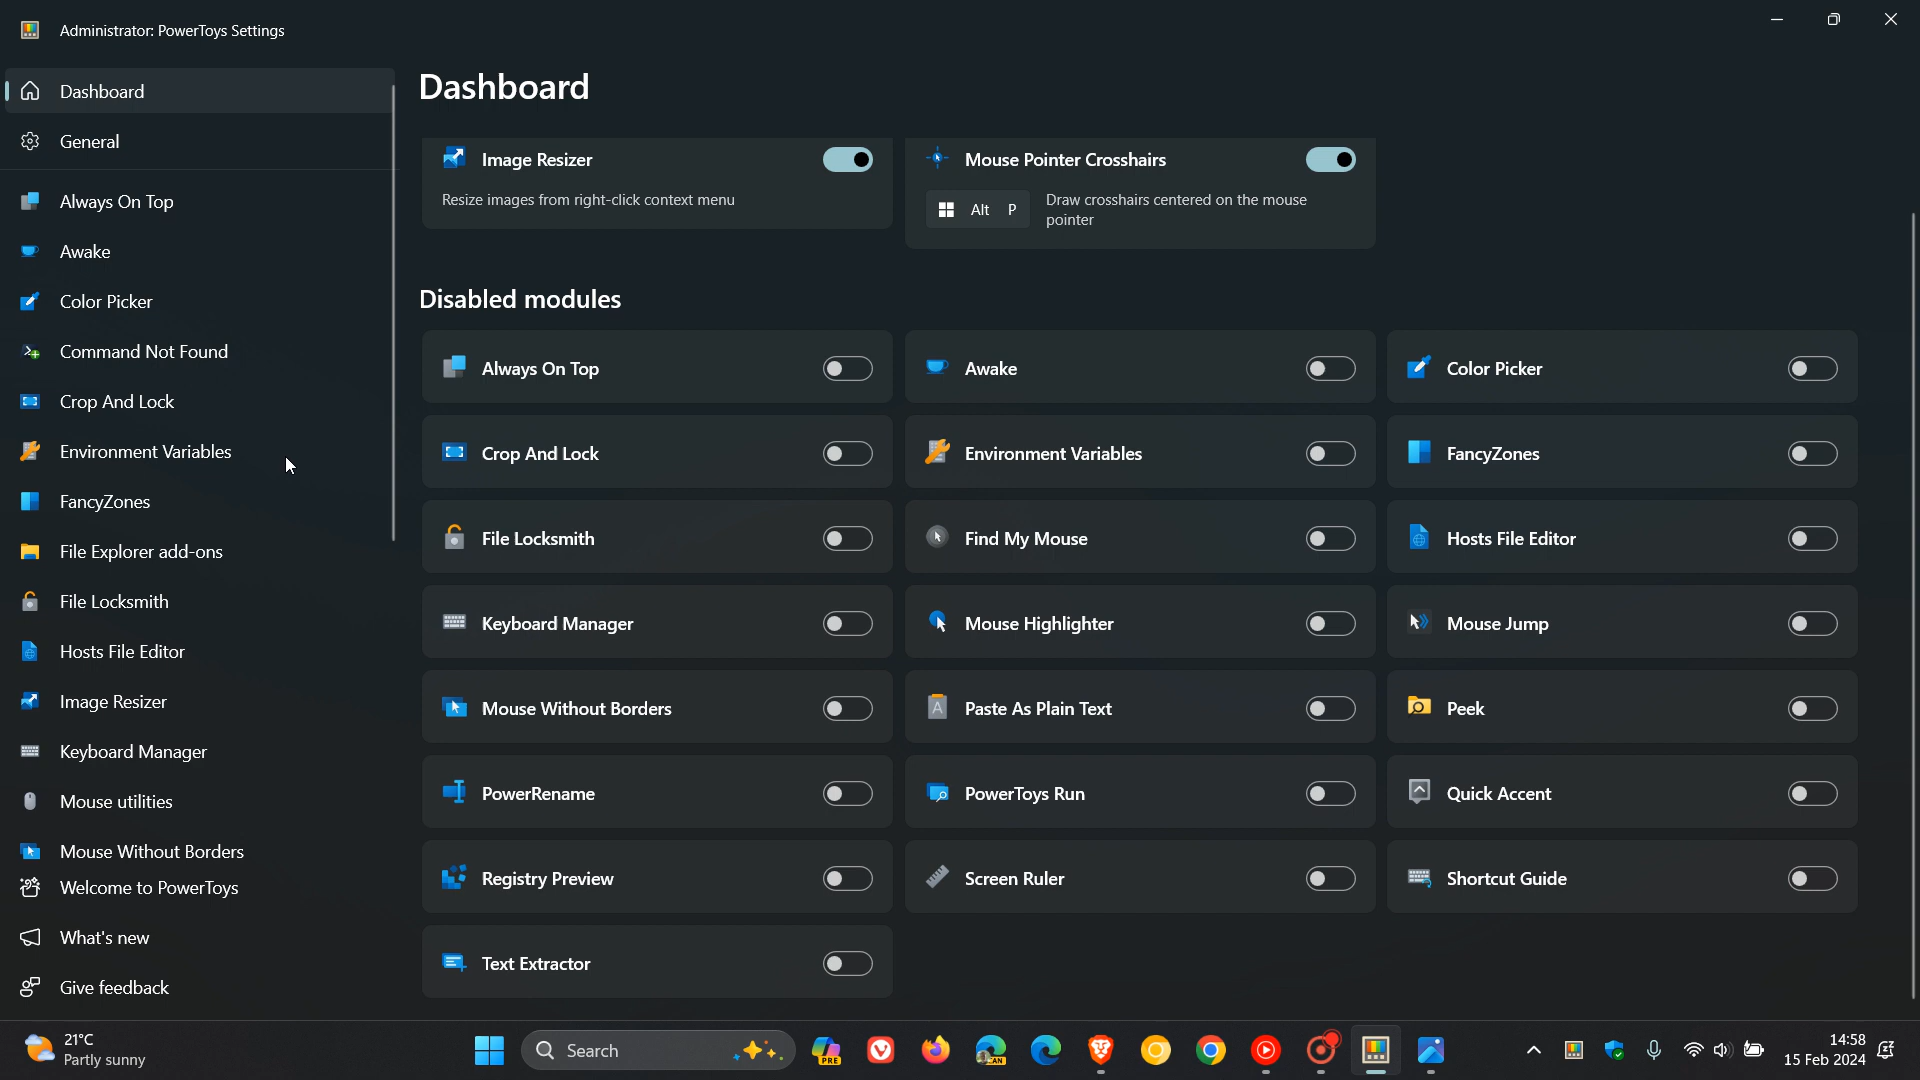 Administrator: PowerToys Settings
Dashboard
General
Always On Top
Awake
Color Picker
Command Not Found
Crop And Lock
Environment Variables
FancyZones
File Explorer add-ons
File Locksmith
Hosts File Editor
Image Resizer
Keyboard Manager
Mouse utilities
Mouse Without Borders
Welcome to PowerToys
What's new
Give feedback
Dashboard
Image Resizer
Resize images from right-click context menu
Mouse Pointer Crosshairs
Alt P
Draw crosshairs centered on the mouse
pointer
Disabled modules
Always On Top
Awake
Color Picker
Crop And Lock
Environment Variables
FancyZones
File Locksmith
Find My Mouse
Hosts File Editor
Keyboard Manager
Mouse Highlighter
Mouse Jump
Mouse Without Borders
Paste As Plain Text
Peek
PowerRename
PowerToys Run
Quick Accent
Registry Preview
Screen Ruler
Shortcut Guide
Text Extractor
21°C
Partly sunny
Search
PRE
CAN
14:58
15 Feb 2024